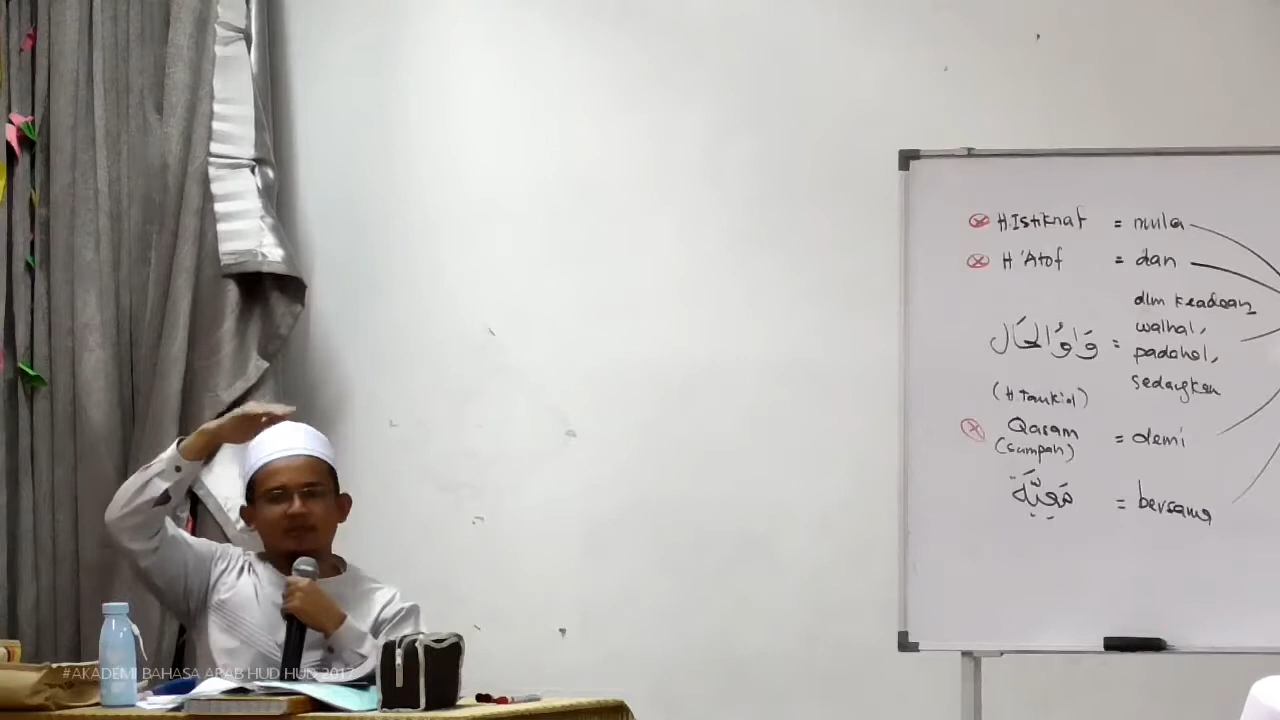 H.Istiknaf = mula
H 'Atof = dan
وَاوُ الحَال = dlm keadaan,
walhal,
padahal,
sedangkan
(H.Taukid)
Qasam = demi
(sumpah)
مَعِيَّة = bersama
#AKADEMI BAHASA ARAB HUD HUD 2017